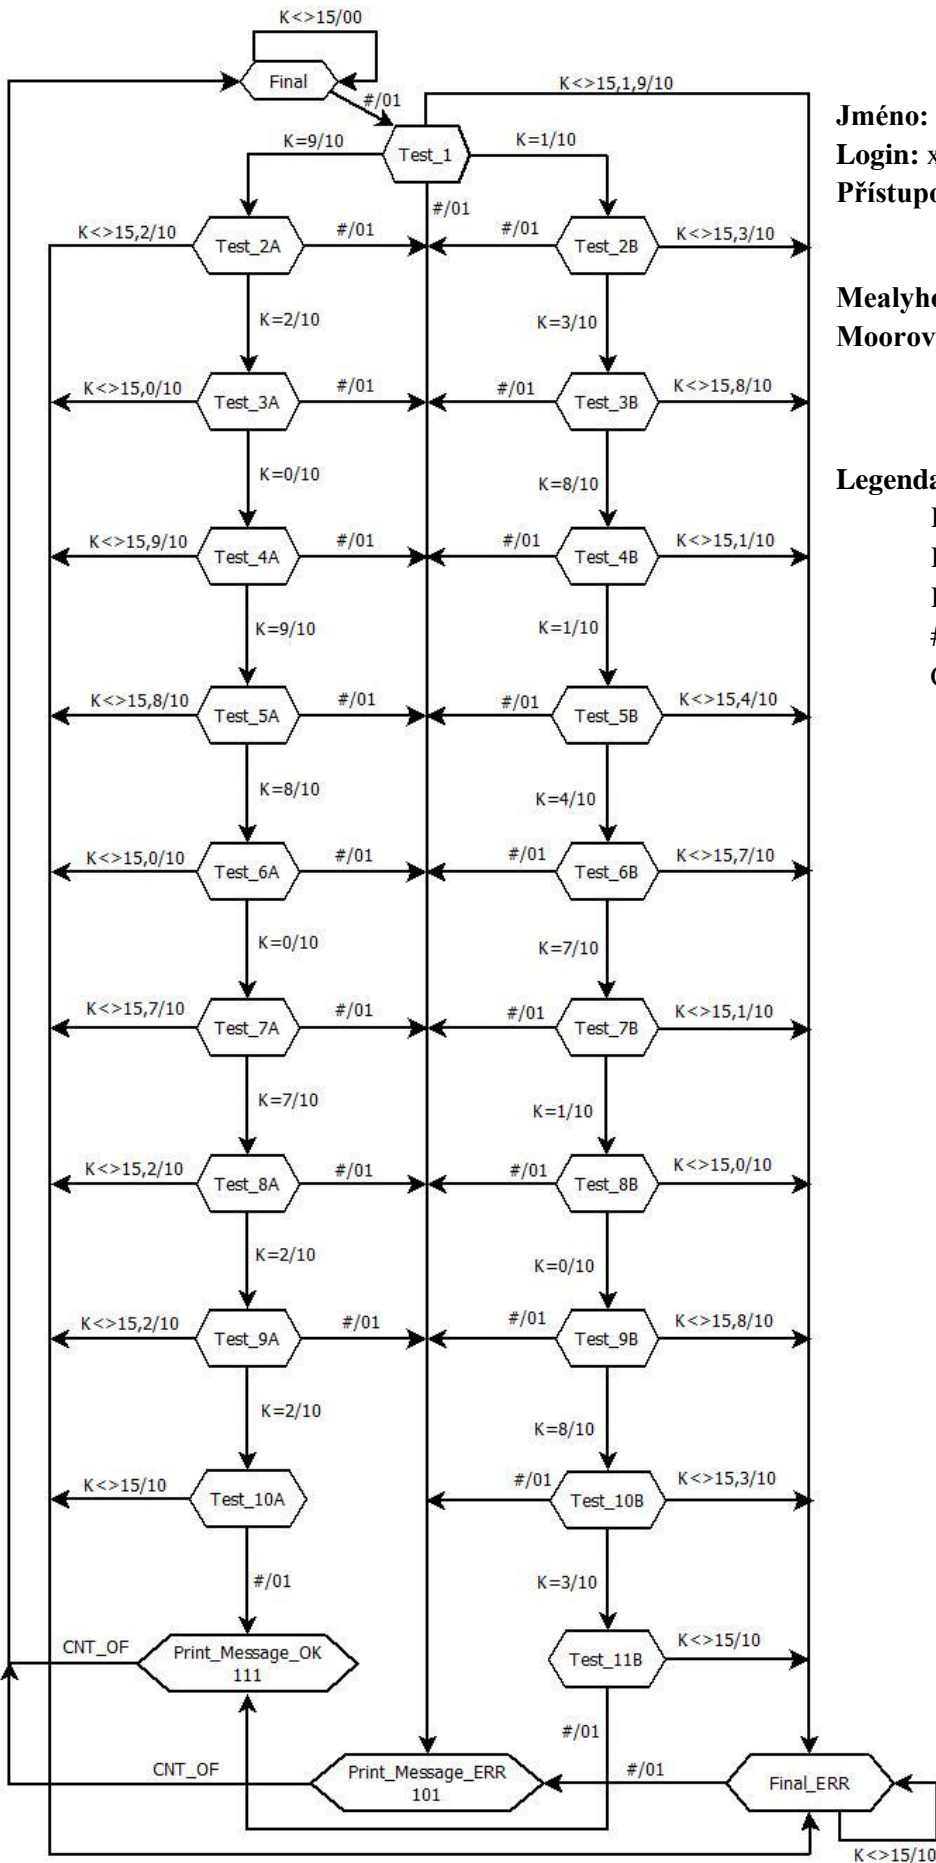 K<>15/00
Final
#/01
K<>15,1,9/10
K=9/10
Test_1
K=1/10
#/01
K<>15,2/10
Test_2A
#/01
#/01
Test_2B
K<>15,3/10
K=2/10
K=3/10
K<>15,0/10
Test_3A
#/01
#/01
Test_3B
K<>15,8/10
K=0/10
K=8/10
K<>15,9/10
Test_4A
#/01
#/01
Test_4B
K<>15,1/10
K=9/10
K=1/10
K<>15,8/10
Test_5A
#/01
#/01
Test_5B
K<>15,4/10
K=8/10
K=4/10
K<>15,0/10
Test_6A
#/01
#/01
Test_6B
K<>15,7/10
K=0/10
K=7/10
K<>15,7/10
Test_7A
#/01
#/01
Test_7B
K<>15,1/10
K=7/10
K=1/10
K<>15,2/10
Test_8A
#/01
#/01
Test_8B
K<>15,0/10
K=2/10
K=0/10
K<>15,2/10
Test_9A
#/01
#/01
Test_9B
K<>15,8/10
K=2/10
K=8/10
K<>15/10
Test_10A
#/01
Test_10B
K<>15,3/10
#/01
K=3/10
CNT_OF
Print_Message_OK
111
Test_11B
K<>15/10
#/01
CNT_OF
Print_Message_ERR
101
#/01
Final_ERR
K<>15/10
Jméno:
Login: x
Přístupo
Mealyho
Moorov
Legenda
#